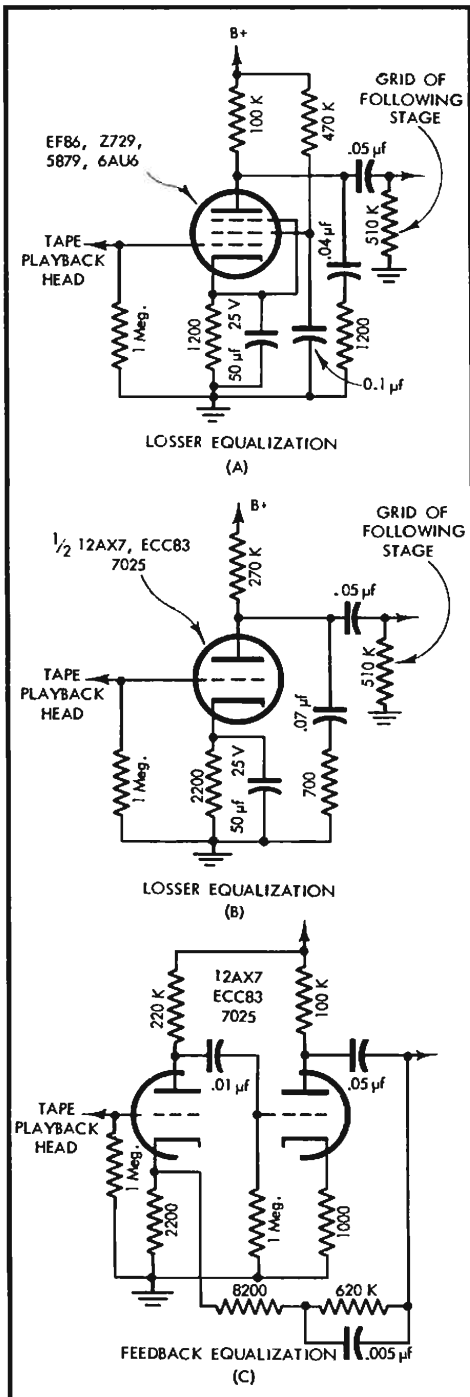 B+
100 K
470 K
GRID OF
FOLLOWING
STAGE
EF86, Z729,
5879, 6AU6
.05 µf
510 K
TAPE
PLAYBACK
HEAD
.04 µf
1 Meg.
1200
25 V
50 µf
1200
0.1 µf
LOSSER EQUALIZATION
(A)
B+
GRID OF
FOLLOWING
STAGE
1/2 12AX7, ECC83
7025
270 K
.05 µf
510 K
TAPE
PLAYBACK
HEAD
.07 µf
1 Meg.
2200
25 V
50 µf
700
LOSSER EQUALIZATION
(B)
220 K
12AX7
ECC83
7025
100 K
.01 µf
.05 µf
TAPE
PLAYBACK
HEAD
1 Meg.
2200
1 Meg.
1000
8200
620 K
.005 µf
FEEDBACK EQUALIZATION
(C)